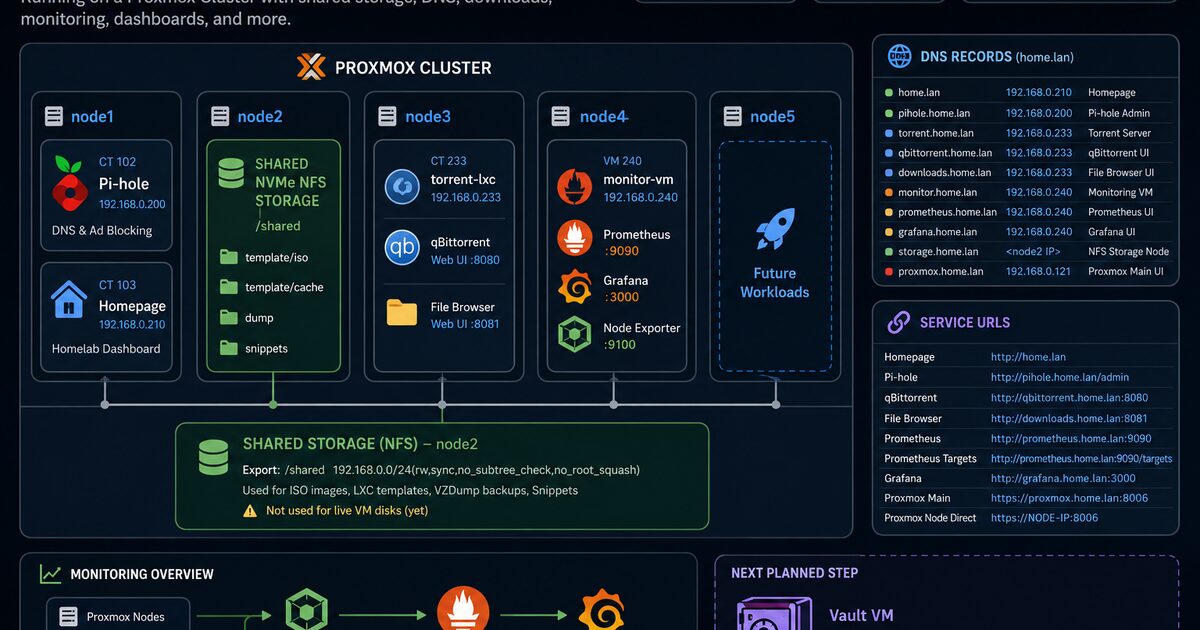 Running on a Proxmox Cluster with shared storage, DNS, downloads,
monitoring, dashboards, and more.
PROXMOX CLUSTER
node1
CT 102
Pi-hole
192.168.0.200
DNS & Ad Blocking
CT 103
Homepage
192.168.0.210
Homelab Dashboard
node2
SHARED
NVMe NFS
STORAGE
/shared
template/iso
template/cache
dump
snippets
node3
CT 233
torrent-lxc
192.168.0.233
qb
qBittorrent
Web UI :8080
File Browser
Web UI :8081
node4
VM 240
monitor-vm
192.168.0.240
Prometheus
:9090
Grafana
:3000
Node Exporter
:9100
node5
Future
Workloads
SHARED STORAGE (NFS) – node2
Export: /shared 192.168.0.0/24(rw,sync,no_subtree_check,no_root_squash)
Used for ISO images, LXC templates, VZDump backups, Snippets
Not used for live VM disks (yet)
DNS RECORDS (home.lan)
home.lan 192.168.0.210 Homepage
pihole.home.lan 192.168.0.200 Pi-hole Admin
torrent.home.lan 192.168.0.233 Torrent Server
qbittorrent.home.lan 192.168.0.233 qBittorrent UI
downloads.home.lan 192.168.0.233 File Browser UI
monitor.home.lan 192.168.0.240 Monitoring VM
prometheus.home.lan 192.168.0.240 Prometheus UI
grafana.home.lan 192.168.0.240 Grafana UI
storage.home.lan <node2 IP> NFS Storage Node
proxmox.home.lan 192.168.0.121 Proxmox Main UI
SERVICE URLS
Homepage http://home.lan
Pi-hole http://pihole.home.lan/admin
qBittorrent http://qbittorrent.home.lan:8080
File Browser http://downloads.home.lan:8081
Prometheus http://prometheus.home.lan:9090
Prometheus Targets http://prometheus.home.lan:9090/targets
Grafana http://grafana.home.lan:3000
Proxmox Main https://proxmox.home.lan:8006
Proxmox Node Direct https://NODE-IP:8006
MONITORING OVERVIEW
Proxmox Nodes
NEXT PLANNED STEP
Vault VM